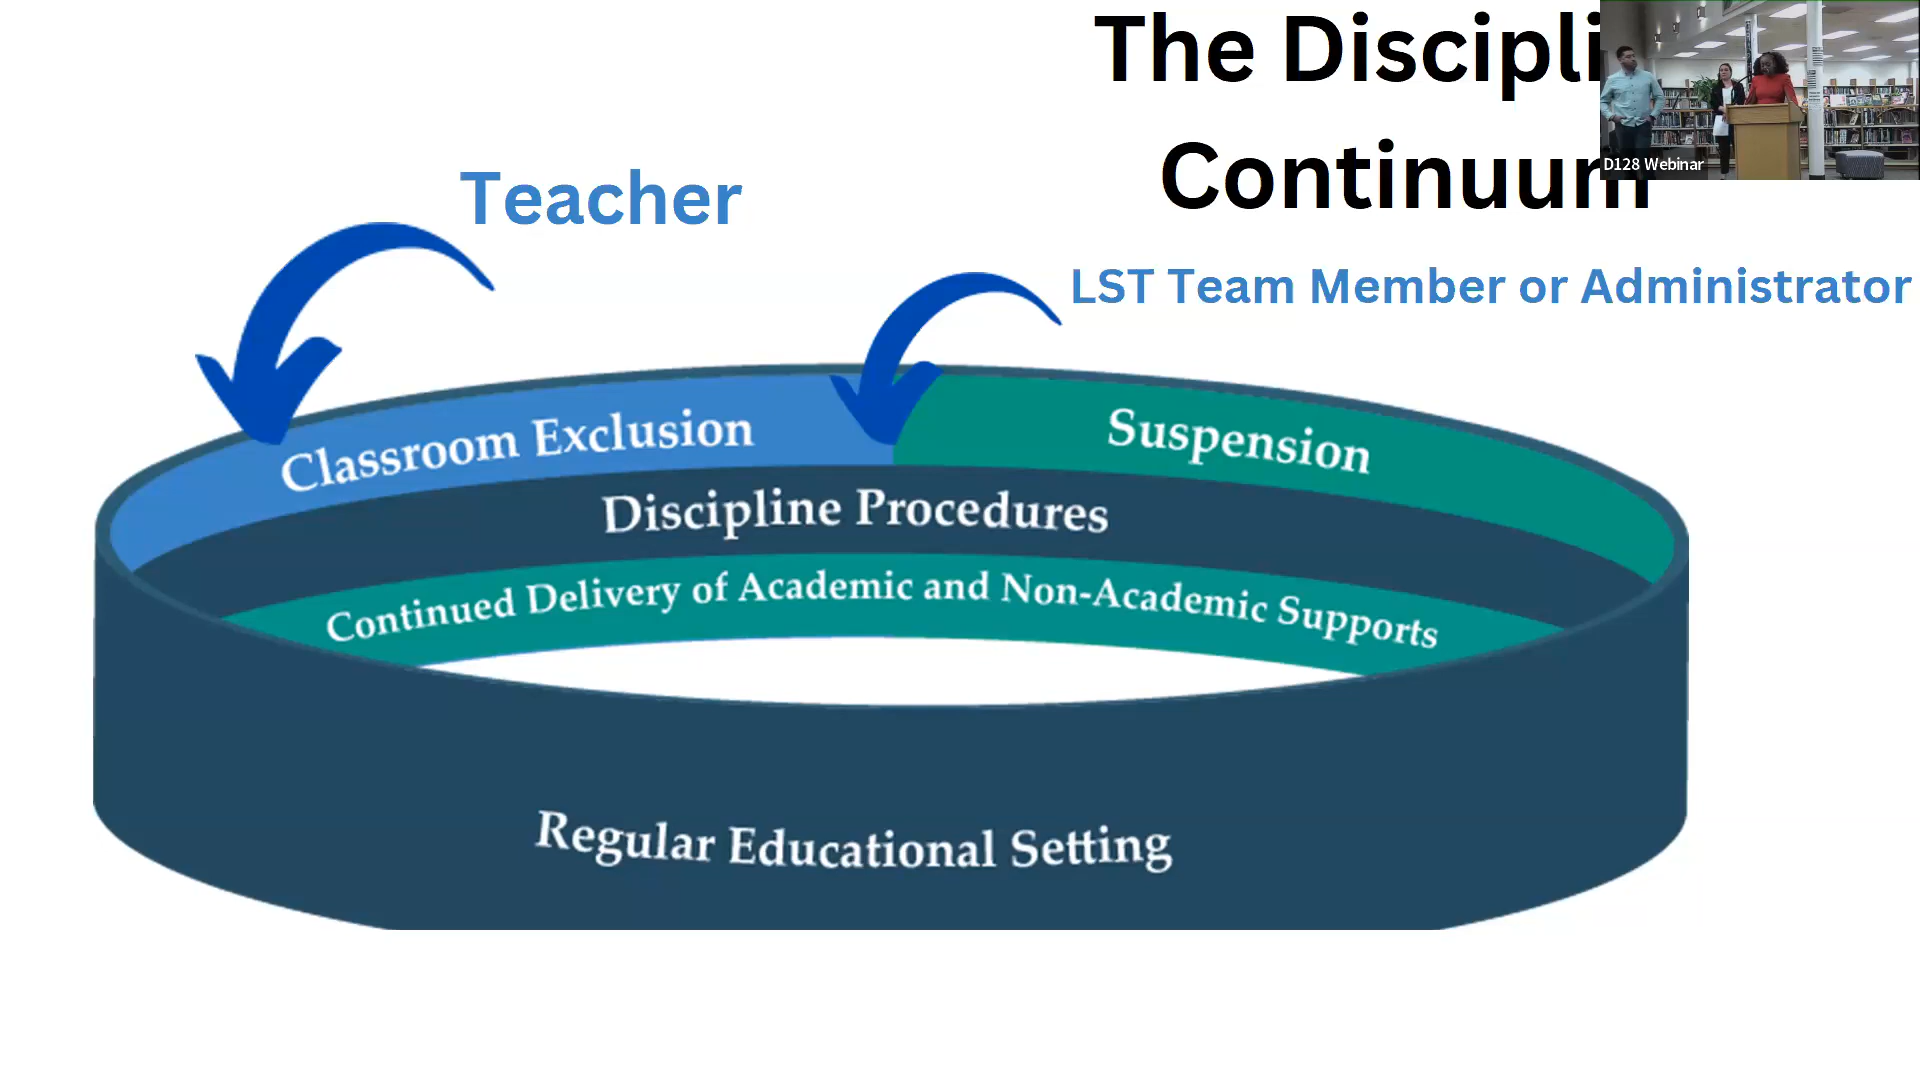 The Discipli
Continuum
D128 Webinar
Teacher
LST Team Member or Administrator
Classroom Exclusion
Suspension
Discipline Procedures
Continued Delivery of Academic and Non-Academic Supports
Regular Educational Setting